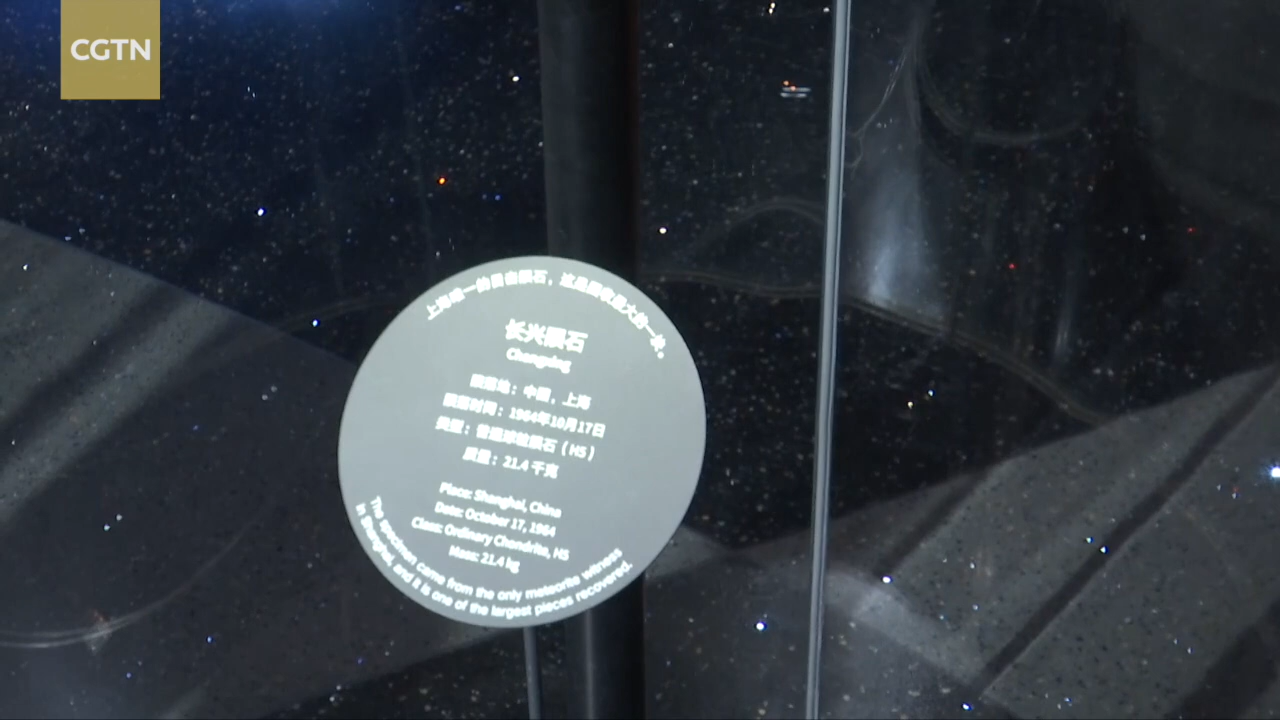 CGTN
上海唯一的目击陨石，这是回收最大的一块。
长兴陨石
Changxing
陨落地：中国，上海
陨落时间：1964年10月17日
类型：普通球粒陨石（H5）
质量：21.4 千克
Place: Shanghai, China
Date: October 17, 1964
Class: Ordinary Chondrite, H5
Mass: 21.4 kg
The specimen came from the only meteorite witness
in Shanghai, and it is one of the largest pieces recovered.